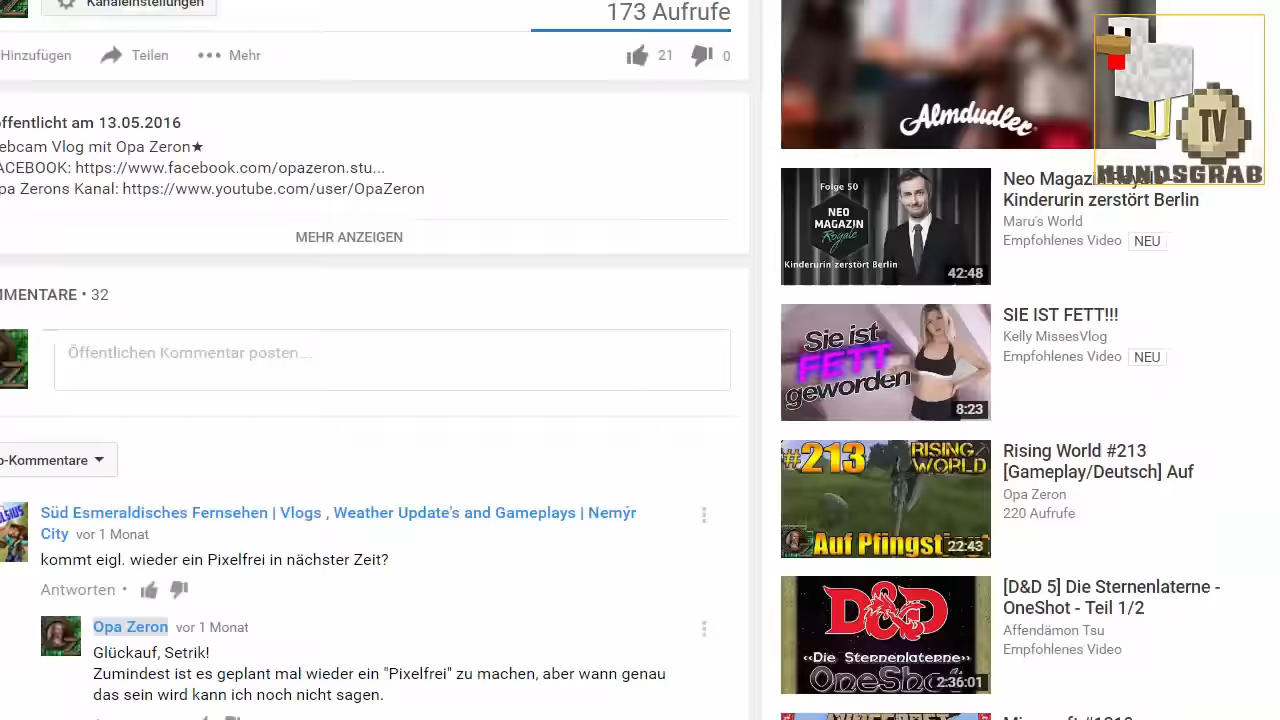 Kanaleinstellungen
173 Aufrufe
Hinzufügen Teilen Mehr 21 0
ffentlicht am 13.05.2016
ebcam Vlog mit Opa Zeron★
ACEBOOK: https://www.facebook.com/opazeron.stu...
pa Zerons Kanal: https://www.youtube.com/user/OpaZeron
MEHR ANZEIGEN
MMENTARE • 32
Öffentlichen Kommentar posten...
p-Kommentare
Süd Esmeraldisches Fernsehen | Vlogs , Weather Update's and Gameplays | Nemýr
City vor 1 Monat
kommt eigl. wieder ein Pixelfrei in nächster Zeit?
Antworten •
Opa Zeron vor 1 Monat
Glückauf, Setrik!
Zumindest ist es geplant mal wieder ein "Pixelfrei" zu machen, aber wann genau
das sein wird kann ich noch nicht sagen.
Almdudler
TV
HUNDSGRAB
Folge 50
NEO
MAGAZIN
Royale
Kinderurin zerstört Berlin
42:48
Neo Magazin Royale -
Kinderurin zerstört Berlin
Maru's World
Empfohlenes Video NEU
Sie ist
FETT
geworden
8:23
SIE IST FETT!!!
Kelly MissesVlog
Empfohlenes Video NEU
#213
RISING
WORLD
Auf Pfingst
22:43
Rising World #213
[Gameplay/Deutsch] Auf
Opa Zeron
220 Aufrufe
D&D
«Die Sternenlaterne»
OneSho
2:36:01
[D&D 5] Die Sternenlaterne -
OneShot - Teil 1/2
Affendämon Tsu
Empfohlenes Video